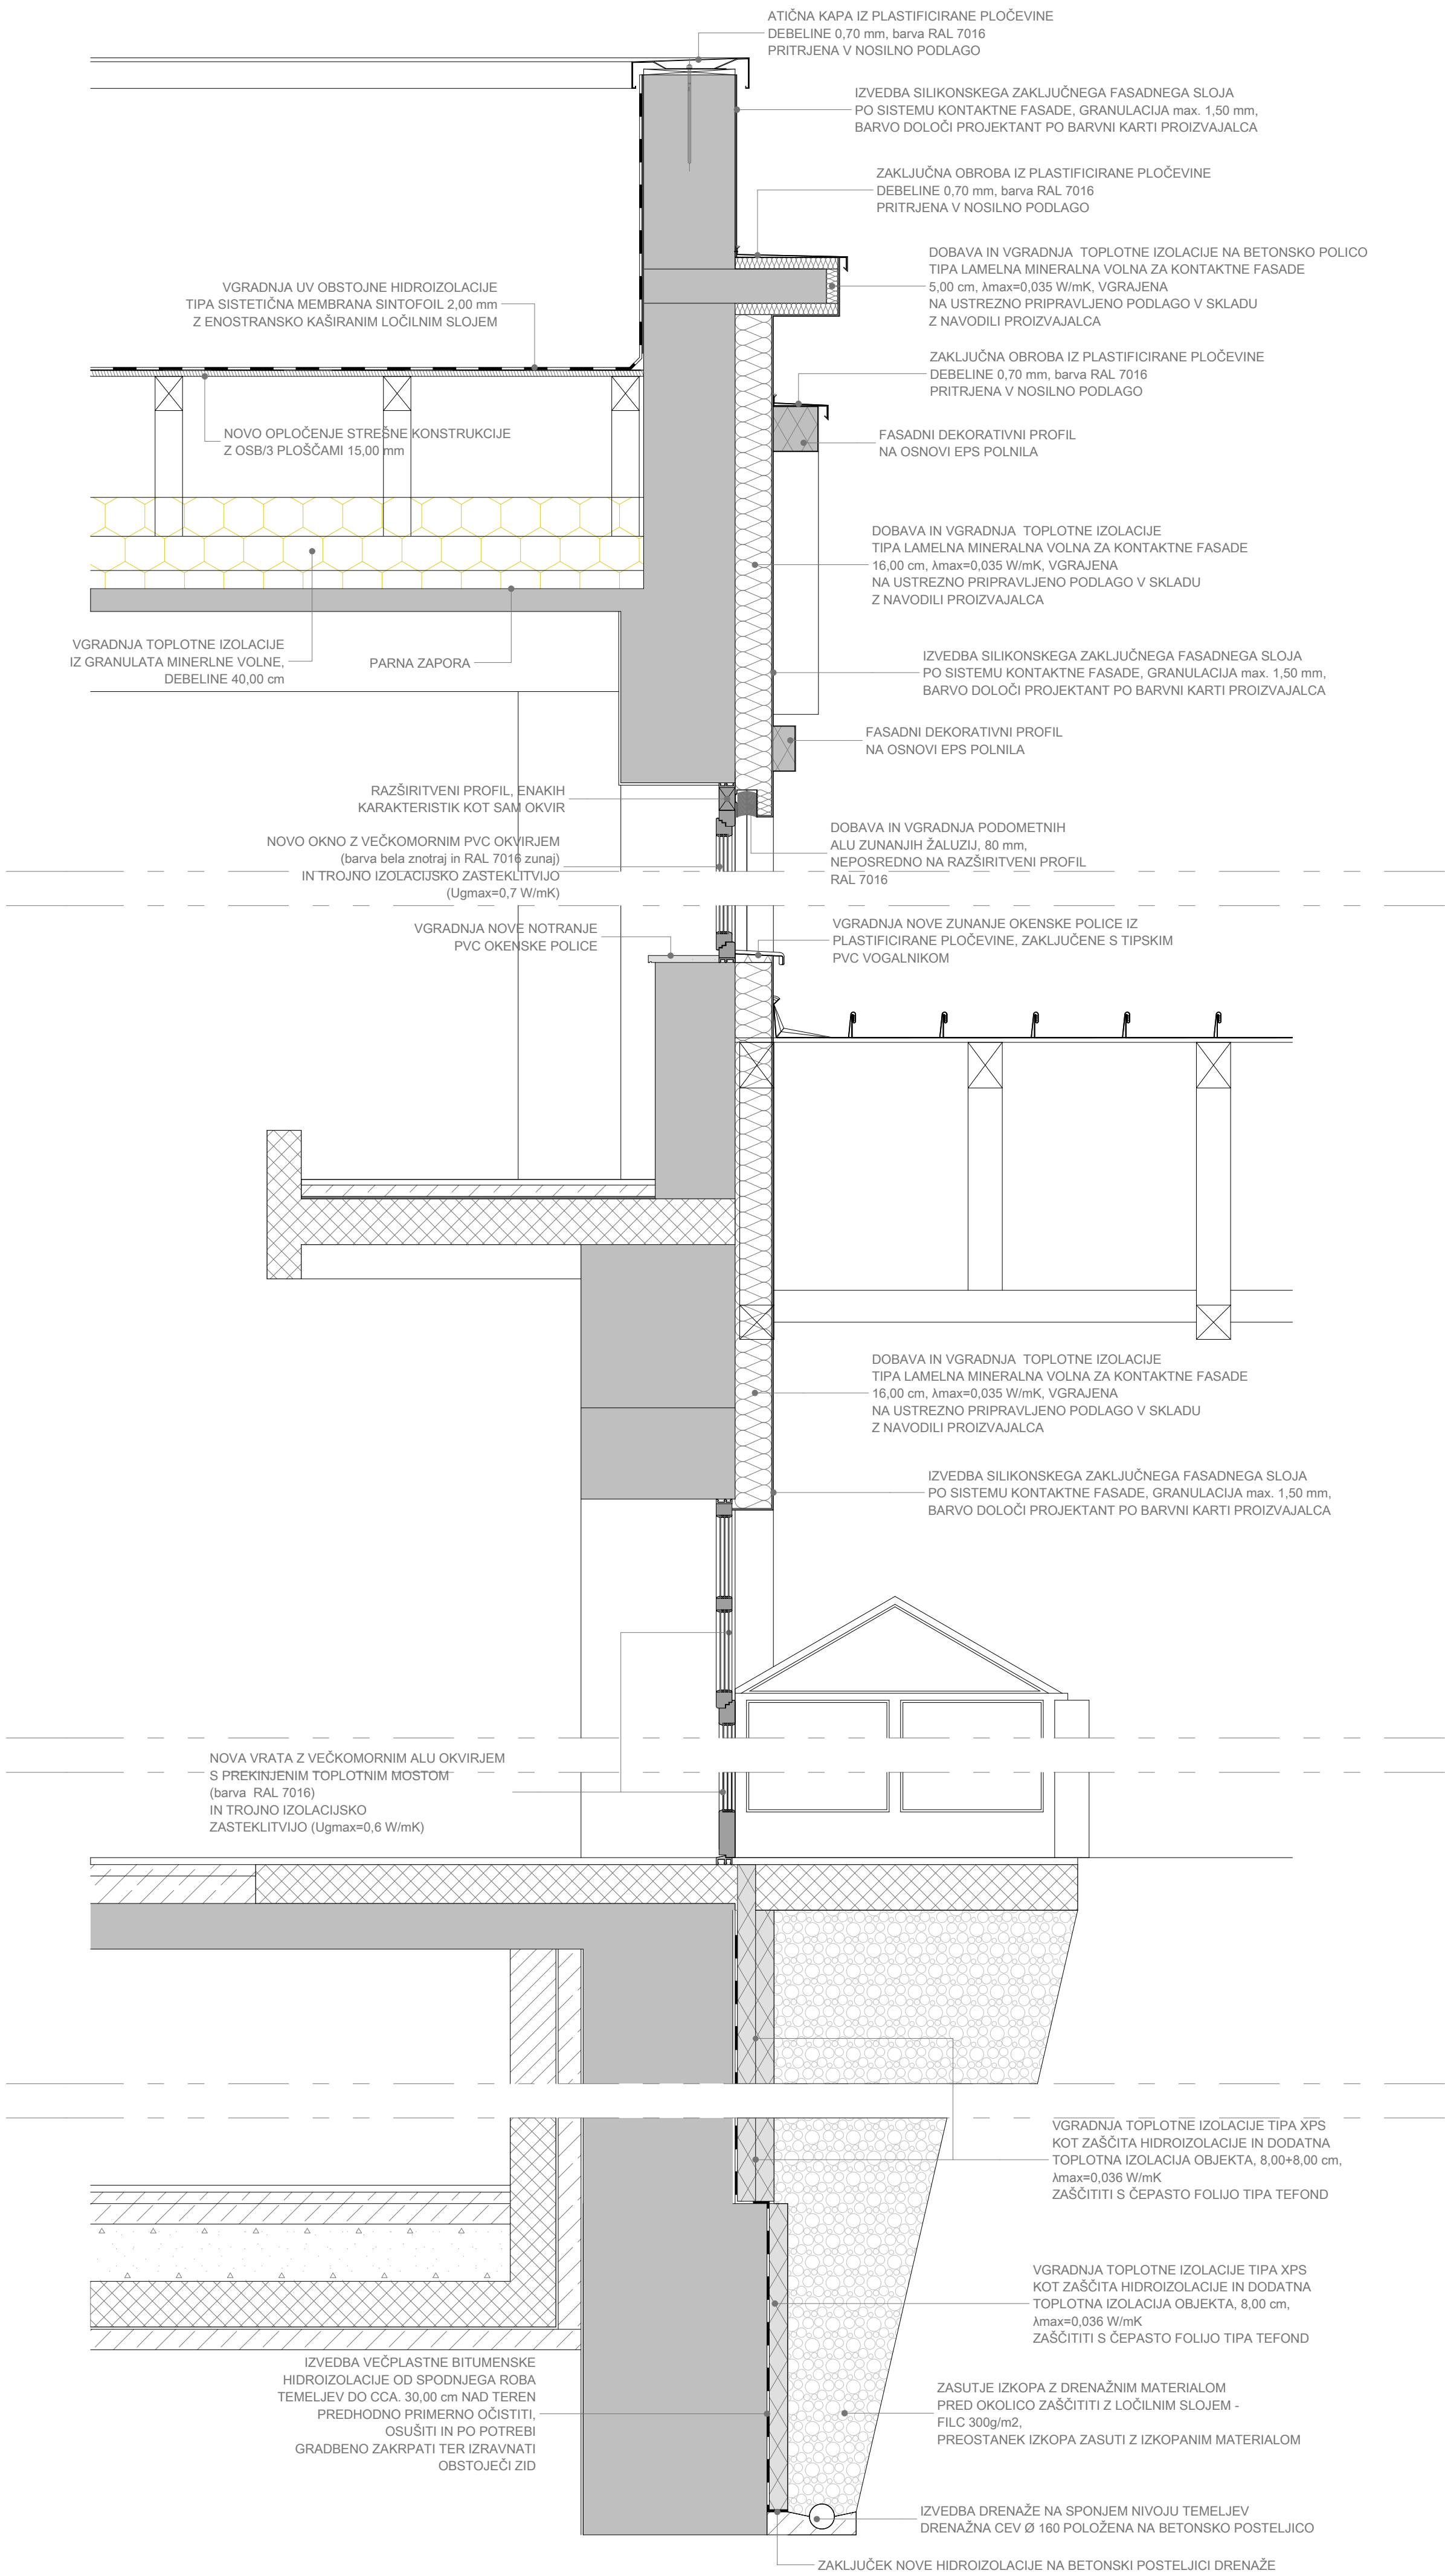 ATIČNA KAPA IZ PLASTIFICIRANE PLOČEVINE
DEBELINE 0,70 mm, barva RAL 7016
PRITRJENA V NOSILNO PODLAGO
IZVEDBA SILIKONSKEGA ZAKLJUČNEGA FASADNEGA SLOJA
PO SISTEMU KONTAKTNE FASADE, GRANULACIJA max. 1,50 mm,
BARVO DOLOČI PROJEKTANT PO BARVNI KARTI PROIZVAJALCA
ZAKLJUČNA OBROBA IZ PLASTIFICIRANE PLOČEVINE
DEBELINE 0,70 mm, barva RAL 7016
PRITRJENA V NOSILNO PODLAGO
DOBAVA IN VGRADNJA TOPLOTNE IZOLACIJE NA BETONSKO POLICO
TIPA LAMELNA MINERALNA VOLNA ZA KONTAKTNE FASADE
5,00 cm, λmax=0,035 W/mK, VGRAJENA
NA USTREZNO PRIPRAVLJENO PODLAGO V SKLADU
Z NAVODILI PROIZVAJALCA
VGRADNJA UV OBSTOJNE HIDROIZOLACIJE
TIPA SISTETIČNA MEMBRANA SINTOFOIL 2,00 mm
Z ENOSTRANSKO KAŠIRANIM LOČILNIM SLOJEM
ZAKLJUČNA OBROBA IZ PLASTIFICIRANE PLOČEVINE
DEBELINE 0,70 mm, barva RAL 7016
PRITRJENA V NOSILNO PODLAGO
NOVO OPLOČENJE STREŠNE KONSTRUKCIJE
Z OSB/3 PLOŠČAMI 15,00 mm
FASADNI DEKORATIVNI PROFIL
NA OSNOVI EPS POLNILA
DOBAVA IN VGRADNJA TOPLOTNE IZOLACIJE
TIPA LAMELNA MINERALNA VOLNA ZA KONTAKTNE FASADE
16,00 cm, λmax=0,035 W/mK, VGRAJENA
NA USTREZNO PRIPRAVLJENO PODLAGO V SKLADU
Z NAVODILI PROIZVAJALCA
VGRADNJA TOPLOTNE IZOLACIJE
IZ GRANULATA MINERLNE VOLNE,
DEBELINE 40,00 cm
PARNA ZAPORA
IZVEDBA SILIKONSKEGA ZAKLJUČNEGA FASADNEGA SLOJA
PO SISTEMU KONTAKTNE FASADE, GRANULACIJA max. 1,50 mm,
BARVO DOLOČI PROJEKTANT PO BARVNI KARTI PROIZVAJALCA
FASADNI DEKORATIVNI PROFIL
NA OSNOVI EPS POLNILA
RAZŠIRITVENI PROFIL, ENAKIH
KARAKTERISTIK KOT SAM OKVIR
NOVO OKNO Z VEČKOMORNIM PVC OKVIRJEM
(barva bela znotraj in RAL 7016 zunaj)
IN TROJNO IZOLACIJSKO ZASTEKLITVIJO
(Ugmax=0,7 W/mK)
DOBAVA IN VGRADNJA PODOMETNIH
ALU ZUNANJIH ŽALUZIJ, 80 mm,
NEPOSREDNO NA RAZŠIRITVENI PROFIL
RAL 7016
VGRADNJA NOVE NOTRANJE
PVC OKENSKE POLICE
VGRADNJA NOVE ZUNANJE OKENSKE POLICE IZ
PLASTIFICIRANE PLOČEVINE, ZAKLJUČENE S TIPSKIM
PVC VOGALNIKOM
DOBAVA IN VGRADNJA TOPLOTNE IZOLACIJE
TIPA LAMELNA MINERALNA VOLNA ZA KONTAKTNE FASADE
16,00 cm, λmax=0,035 W/mK, VGRAJENA
NA USTREZNO PRIPRAVLJENO PODLAGO V SKLADU
Z NAVODILI PROIZVAJALCA
IZVEDBA SILIKONSKEGA ZAKLJUČNEGA FASADNEGA SLOJA
PO SISTEMU KONTAKTNE FASADE, GRANULACIJA max. 1,50 mm,
BARVO DOLOČI PROJEKTANT PO BARVNI KARTI PROIZVAJALCA
NOVA VRATA Z VEČKOMORNIM ALU OKVIRJEM
S PREKINJENIM TOPLOTNIM MOSTOM
(barva RAL 7016)
IN TROJNO IZOLACIJSKO
ZASTEKLITVIJO (Ugmax=0,6 W/mK)
VGRADNJA TOPLOTNE IZOLACIJE TIPA XPS
KOT ZAŠČITA HIDROIZOLACIJE IN DODATNA
TOPLOTNA IZOLACIJA OBJEKTA, 8,00+8,00 cm,
λmax=0,036 W/mK
ZAŠČITITI S ČEPASTO FOLIJO TIPA TEFOND
VGRADNJA TOPLOTNE IZOLACIJE TIPA XPS
KOT ZAŠČITA HIDROIZOLACIJE IN DODATNA
TOPLOTNA IZOLACIJA OBJEKTA, 8,00 cm,
λmax=0,036 W/mK
ZAŠČITITI S ČEPASTO FOLIJO TIPA TEFOND
IZVEDBA VEČPLASTNE BITUMENSKE
HIDROIZOLACIJE OD SPODNJEGA ROBA
TEMELJEV DO CCA. 30,00 cm NAD TEREN
PREDHODNO PRIMERNO OČISTITI,
OSUŠITI IN PO POTREBI
GRADBENO ZAKRPATI TER IZRAVNATI
OBSTOJEČI ZID
ZASUTJE IZKOPA Z DRENAŽNIM MATERIALOM
PRED OKOLICO ZAŠČITITI Z LOČILNIM SLOJEM -
FILC 300g/m2,
PREOSTANEK IZKOPA ZASUTI Z IZKOPANIM MATERIALOM
IZVEDBA DRENAŽE NA SPONJEM NIVOJU TEMELJEV
DRENAŽNA CEV Ø 160 POLOŽENA NA BETONSKO POSTELJICO
ZAKLJUČEK NOVE HIDROIZOLACIJE NA BETONSKI POSTELJICI DRENAŽE